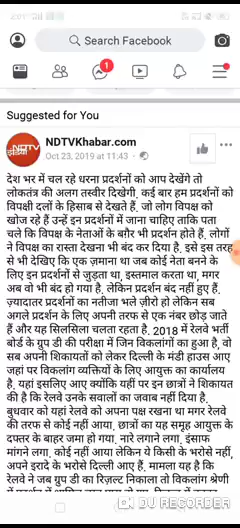 Search Facebook
1
Suggested for You
NDTV
इंडिया
NDTVKhabar.com
Oct 23, 2019 at 11:43
देश भर में चल रहे धरना प्रदर्शनों को आप देखेंगे तो
लोकतंत्र की अलग तस्वीर दिखेगी. कई बार हम प्रदर्शनों को
विपक्षी दलों के हिसाब से देखते हैं. जो लोग विपक्ष को
खोज रहे हैं उन्हें इन प्रदर्शनों में जाना चाहिए ताकि पता
चले कि विपक्ष के नेताओं के बग़ैर भी प्रदर्शन होते हैं. लोगों
ने विपक्ष का रास्ता देखना भी बंद कर दिया है. इसे इस तरह
से भी देखिए कि एक ज़माना था जब कोई नेता बनने के
लिए इन प्रदर्शनों से जुड़ता था, इस्तमाल करता था, मगर
अब वो भी बंद हो गया है. लेकिन प्रदर्शन बंद नहीं हुए हैं.
ज़्यादातर प्रदर्शनों का नतीजा भले ज़ीरो हो लेकिन सब
अगले प्रदर्शन के लिए अपनी तरफ से एक नंबर छोड़ जाते
हैं और यह सिलसिला चलता रहता है. 2018 में रेलवे भर्ती
बोर्ड के ग्रुप डी की परीक्षा में जिन विकलांगों का हुआ है, वो
सब अपनी शिकायतों को लेकर दिल्ली के मंडी हाउस आए
जहां पर विकलांग व्यक्तियों के लिए आयुक्त का कार्यालय
है. यहां इसलिए आए क्योंकि यहीं पर इन छात्रों ने शिकायत
की है कि रेलवे उनके सवालों का जवाब नहीं दिया है.
बुधवार को यहां रेलवे को अपना पक्ष रखना था मगर रेलवे
की तरफ से कोई नहीं आया. छात्रों का यह समूह आयुक्त के
दफ्तर के बाहर जमा हो गया. नारे लगाने लगा. इंसाफ
मांगने लगा. कोई नहीं आया लेकिन ये किसी के भरोसे नहीं,
अपने इरादे के भरोसे दिल्ली आए हैं. मामला यह है कि
रेलवे ने जब ग्रुप डी का रिज़ल्ट निकाला तो विकलांग श्रेणी
DU RECORDER